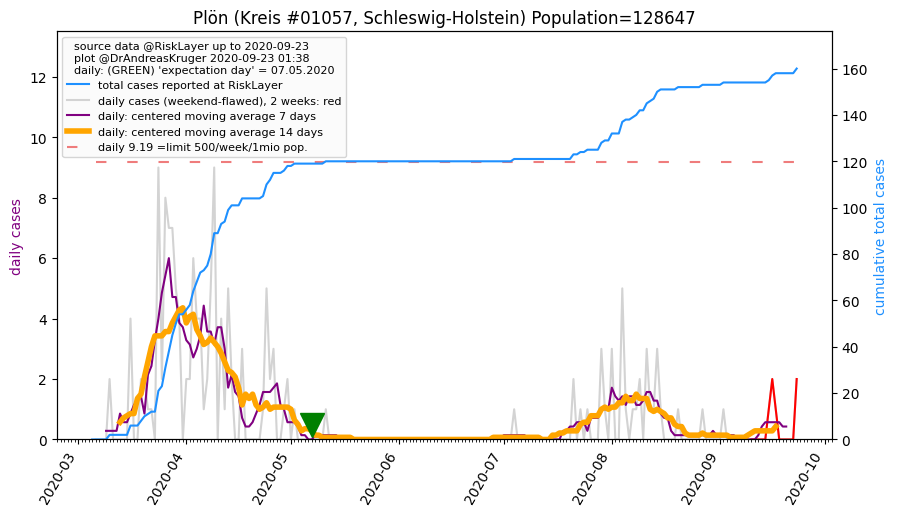 Plön (Kreis #01057, Schleswig-Holstein) Population=128647
source data @RiskLayer up to 2020-09-23
plot @DrAndreasKruger 2020-09-23 01:38
daily: (GREEN) 'expectation day' = 07.05.2020
total cases reported at RiskLayer
daily cases (weekend-flawed), 2 weeks: red
daily: centered moving average 7 days
daily: centered moving average 14 days
daily 9.19 =limit 500/week/1mio pop.
daily cases
12
10
8
6
4
2
0
160
140
120
100
80
60
40
20
0
cumulative total cases
2020-03
2020-04
2020-05
2020-06
2020-07
2020-08
2020-09
2020-10